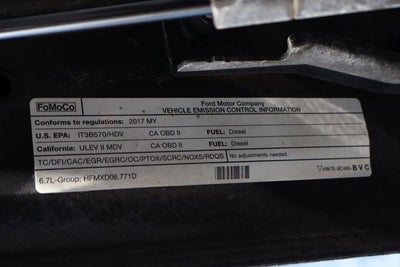 FoMoCo
Ford Motor Company
VEHICLE EMISSION CONTROL INFORMATION
Conforms to regulations: 2017 MY
U.S. EPA: IT3B570/HDV CA OBD II FUEL: Diesel
California: ULEV II MDV CA OBD II FUEL: Diesel
TC/DFI/CAC/EGR/EGRC/OC/PTOX/SCRC/NOXS/RDQS No adjustments needed.
6.7L-Group: HFMXD06.771D BVC